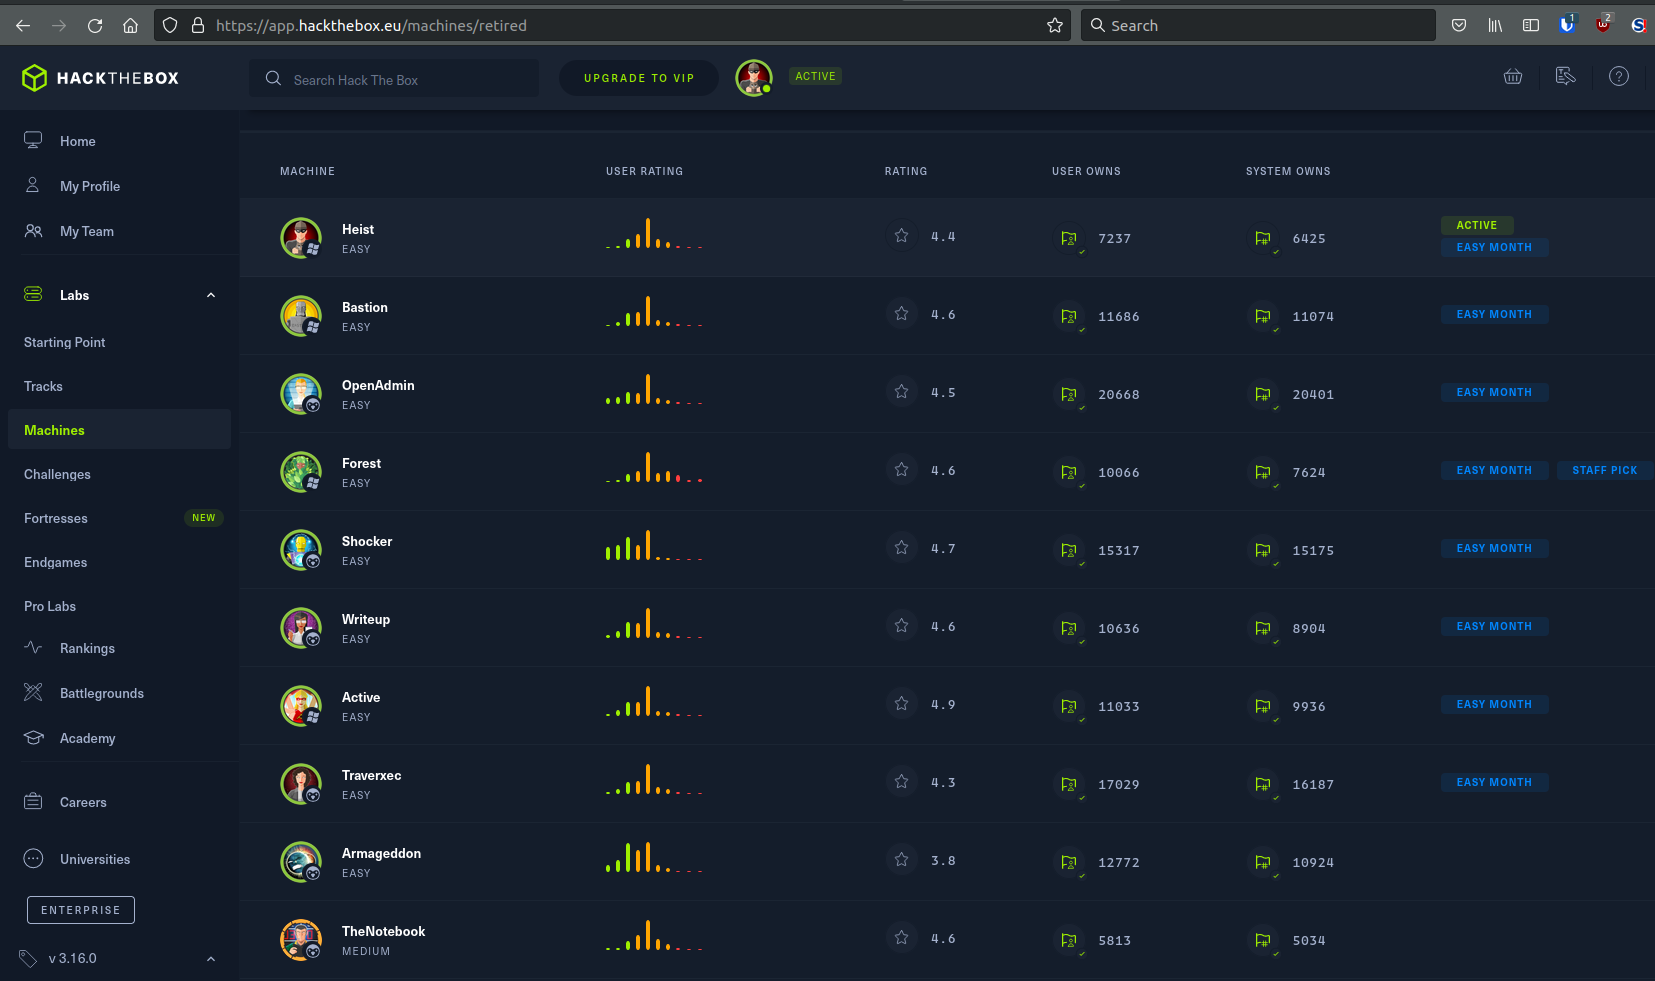 https://app.hackthebox.eu/machines/retired
Search
1
2
HACKTHEBOX
Search Hack The Box
UPGRADE TO VIP
ACTIVE
Home
My Profile
My Team
Labs
Starting Point
Tracks
Machines
Challenges
Fortresses NEW
Endgames
Pro Labs
Rankings
Battlegrounds
Academy
Careers
Universities
ENTERPRISE
v 3.16.0
MACHINE USER RATING RATING USER OWNS SYSTEM OWNS
Heist
EASY
4.4 7237 6425
ACTIVE
EASY MONTH
Bastion
EASY
4.6 11686 11074 EASY MONTH
OpenAdmin
EASY
4.5 20668 20401 EASY MONTH
Forest
EASY
4.6 10066 7624 EASY MONTH STAFF PICK
Shocker
EASY
4.7 15317 15175 EASY MONTH
Writeup
EASY
4.6 10636 8904 EASY MONTH
Active
EASY
4.9 11033 9936 EASY MONTH
Traverxec
EASY
4.3 17029 16187 EASY MONTH
Armageddon
EASY
3.8 12772 10924
TheNotebook
MEDIUM
4.6 5813 5034